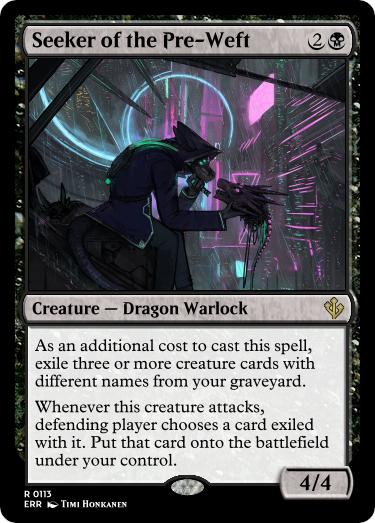 Seeker of the Pre-Weft 2
Creature — Dragon Warlock
As an additional cost to cast this spell,
exile three or more creature cards with
different names from your graveyard.
Whenever this creature attacks,
defending player chooses a card exiled
with it. Put that card onto the battlefield
under your control.
4/4
R 0113
ERR Timi Honkanen